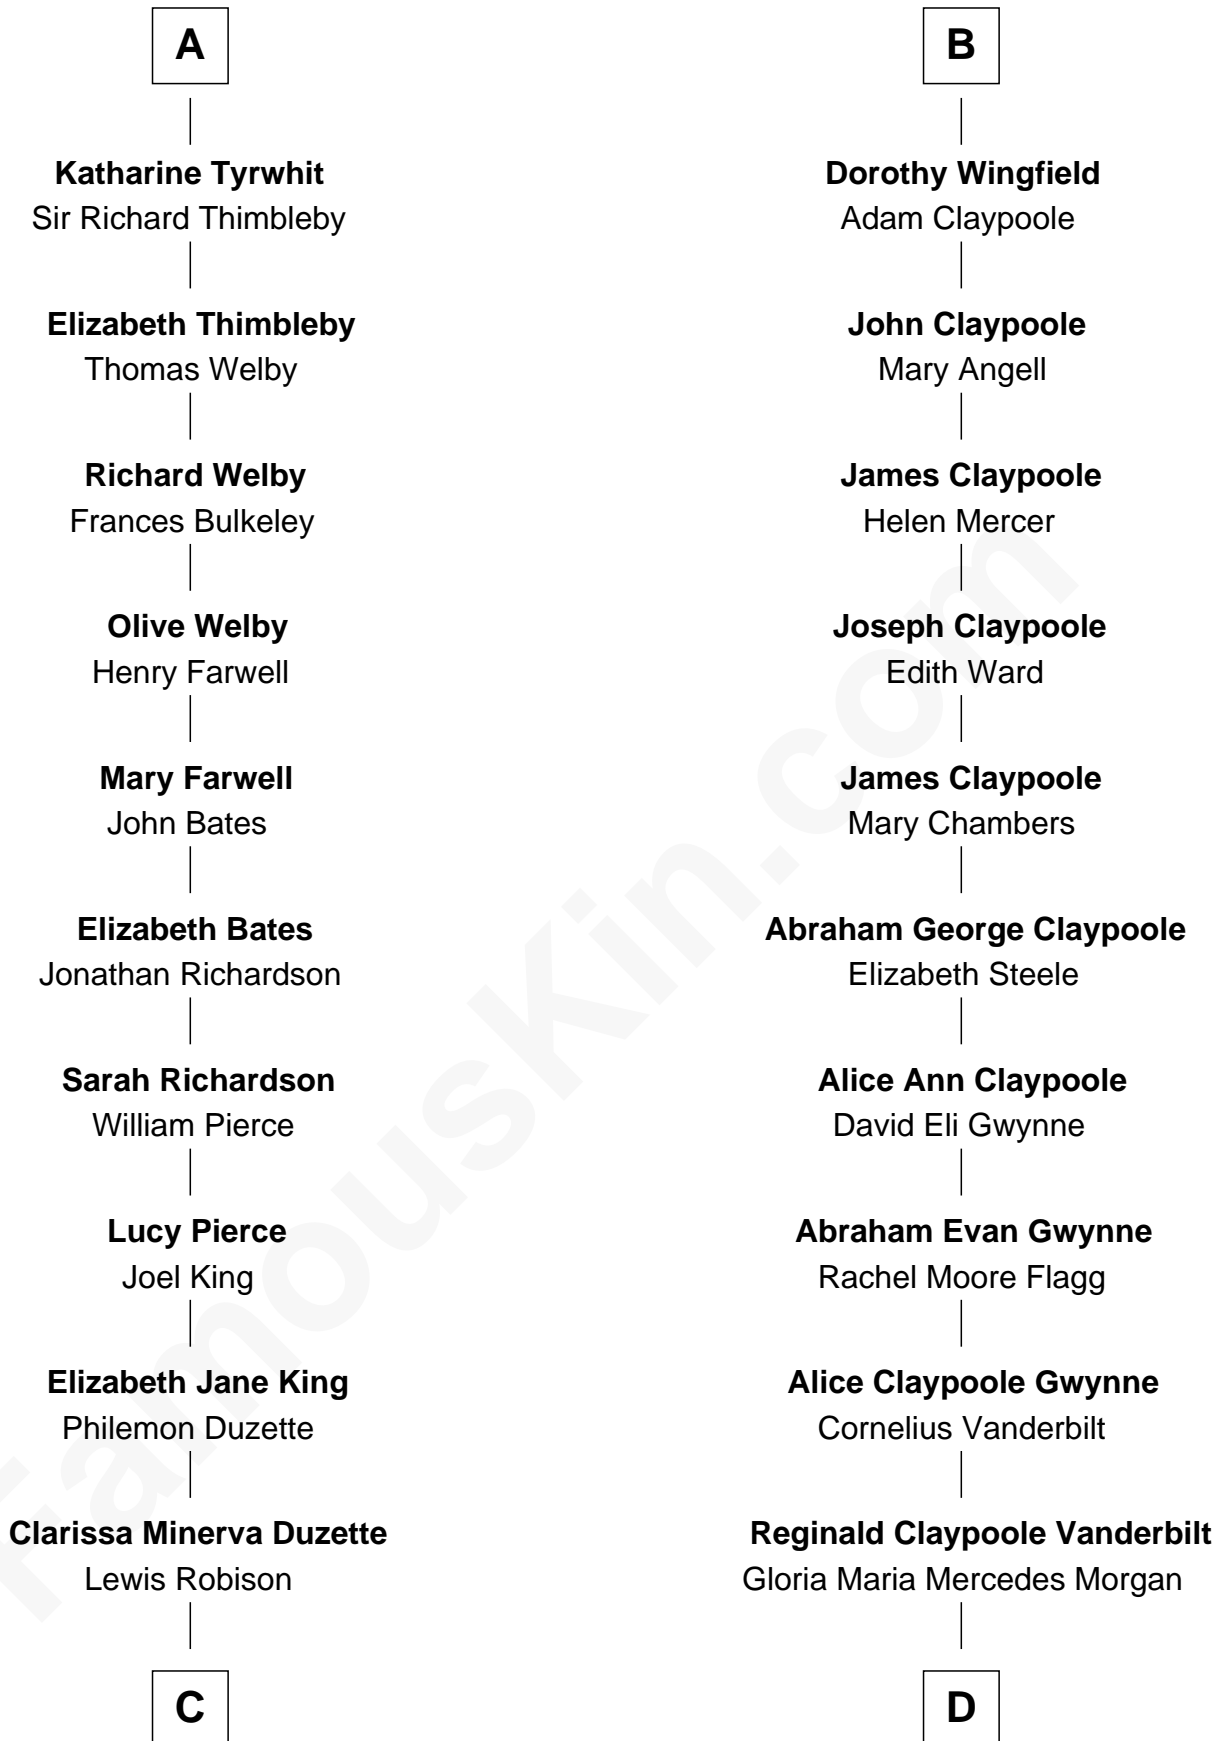 A
Katharine Tyrwhit
Sir Richard Thimbleby
Elizabeth Thimbleby
Thomas Welby
Richard Welby
Frances Bulkeley
Olive Welby
Henry Farwell
Mary Farwell
John Bates
Elizabeth Bates
Jonathan Richardson
Sarah Richardson
William Pierce
Lucy Pierce
Joel King
Elizabeth Jane King
Philemon Duzette
Clarissa Minerva Duzette
Lewis Robison
C
B
Dorothy Wingfield
Adam Claypoole
John Claypoole
Mary Angell
James Claypoole
Helen Mercer
Joseph Claypoole
Edith Ward
James Claypoole
Mary Chambers
Abraham George Claypoole
Elizabeth Steele
Alice Ann Claypoole
David Eli Gwynne
Abraham Evan Gwynne
Rachel Moore Flagg
Alice Claypoole Gwynne
Cornelius Vanderbilt
Reginald Claypoole Vanderbilt
Gloria Maria Mercedes Morgan
D
FamousKin.com